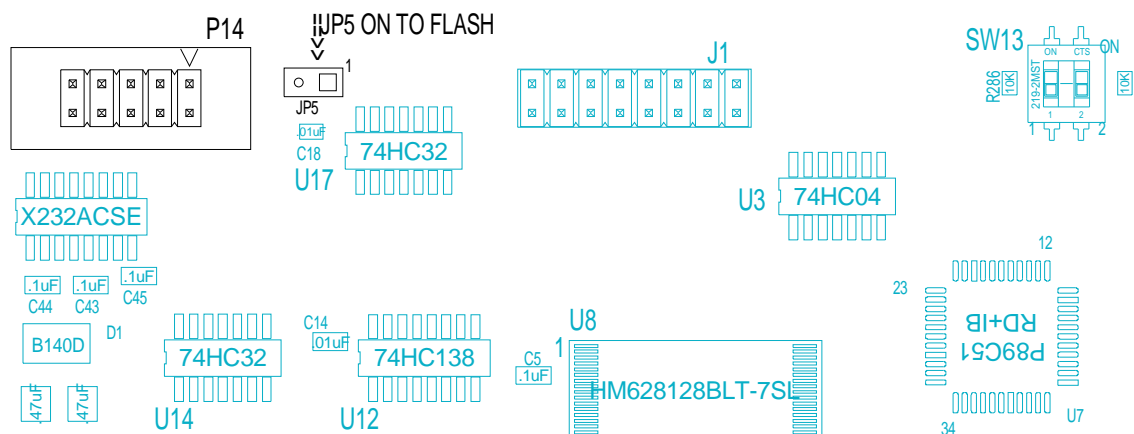 P14
JP5 ON TO FLASH
1
JP5
J1
SW13
ON
ON CTS
R286
10K
219-2MST
10K
1 2
1 2
.01uF
C18
74HC32
U17
U3
74HC04
X232ACSE
.1uF
C44
.1uF
C43
.1uF
C45
12
23
P89C51
RD+IB
34
U7
B140D
D1
74HC32
U14
C14
.01uF
74HC138
U12
U8
1
C5
.1uF
HM628128BLT-7SL
.47uF
.47uF